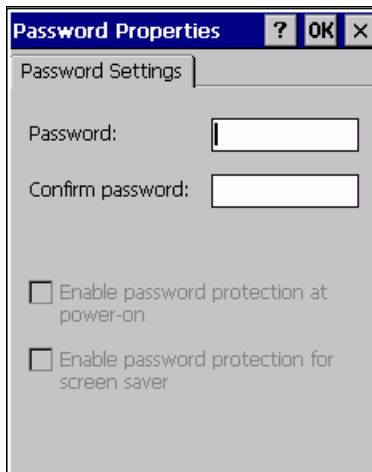 Password Properties ? OK ×
Password Settings
Password:
Confirm password:
Enable password protection at
power-on
Enable password protection for
screen saver